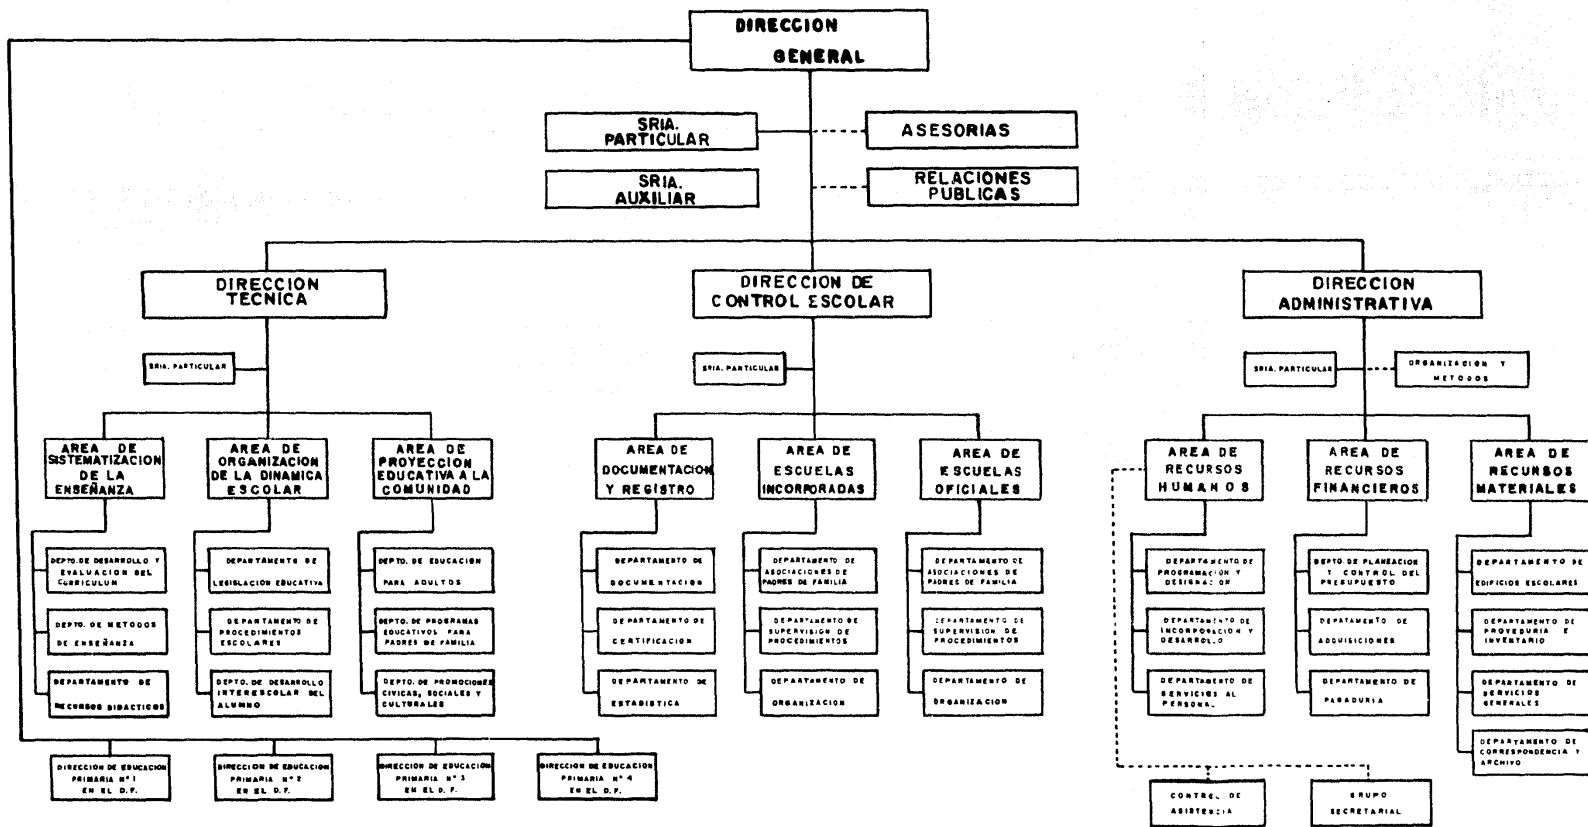 DIRECCION
GENERAL
SRIA.
PARTICULAR
ASESORIAS
SRIA.
AUXILIAR
RELACIONES
PUBLICAS
DIRECCION
TECNICA
DIRECCION DE
CONTROL ESCOLAR
DIRECCION
ADMINISTRATIVA
SRIA. PARTICULAR
SRIA. PARTICULAR
SRIA. PARTICULAR
ORGANIZACION Y
METODOS
AREA DE
SISTEMATIZACION
DE LA
ENSEÑANZA
AREA DE
ORGANIZACION
DE LA DINAMICA
ESCOLAR
AREA DE
PROYECCION
EDUCATIVA A LA
COMUNIDAD
AREA DE
DOCUMENTACION
Y REGISTRO
AREA DE
ESCUELAS
INCORPORADAS
AREA DE
ESCUELAS
OFICIALES
AREA DE
RECURSOS
HUMANOS
AREA DE
RECURSOS
FINANCIEROS
AREA DE
RECURSOS
MATERIALES
DEPTO. DE DESARROLLO Y
EVALUACION DEL
CURRICULUM
DEPARTAMENTO DE
LEGISLACION EDUCATIVA
DEPTO. DE EDUCACION
PARA ADULTOS
DEPARTAMENTO DE
DOCUMENTACION
DEPARTAMENTO DE
ASOCIACIONES DE
PADRES DE FAMILIA
DEPARTAMENTO DE
ASOCIACIONES DE
PADRES DE FAMILIA
DEPARTAMENTO DE
PROGRAMACION Y
DESIGNACION
DEPTO. DE PLANEACION
Y CONTROL DEL
PRESUPUESTO
DEPARTAMENTO DE
EDIFICIOS ESCOLARES
DEPTO. DE METODOS
DE ENSEÑANZA
DEPARTAMENTO DE
PROCEDIMIENTOS
ESCOLARES
DEPTO. DE PROGRAMAS
EDUCATIVOS PARA
PADRES DE FAMILIA
DEPARTAMENTO DE
CERTIFICACION
DEPARTAMENTO DE
SUPERVISION DE
PROCEDIMIENTOS
DEPARTAMENTO DE
SUPERVISION DE
PROCEDIMIENTOS
DEPARTAMENTO DE
INCORPORACION Y
DESARROLLO
DEPARTAMENTO DE
ADQUISICIONES
DEPARTAMENTO DE
PROVEDURIA E
INVENTARIO
DEPARTAMENTO DE
RECURSOS DIDACTICOS
DEPTO. DE DESARROLLO
INTERESCOLAR DEL
ALUMNO
DEPTO. DE PROMOCIONES
CIVICAS, SOCIALES Y
CULTURALES
DEPARTAMENTO DE
ESTADISTICA
DEPARTAMENTO DE
ORGANIZACION
DEPARTAMENTO DE
ORGANIZACION
DEPARTAMENTO DE
SERVICIOS AL
PERSONAL
DEPARTAMENTO DE
PAGADURIA
DEPARTAMENTO DE
SERVICIOS
GENERALES
DEPARTAMENTO DE
CORRESPONDENCIA Y
ARCHIVO
DIRECCION DE EDUCACION
PRIMARIA Nº 1
EN EL D.F.
DIRECCION DE EDUCACION
PRIMARIA Nº 2
EN EL D.F.
DIRECCION DE EDUCACION
PRIMARIA Nº 3
EN EL D.F.
DIRECCION DE EDUCACION
PRIMARIA Nº 4
EN EL D.F.
CONTROL DE
ASISTENCIA
GRUPO
SECRETARIAL